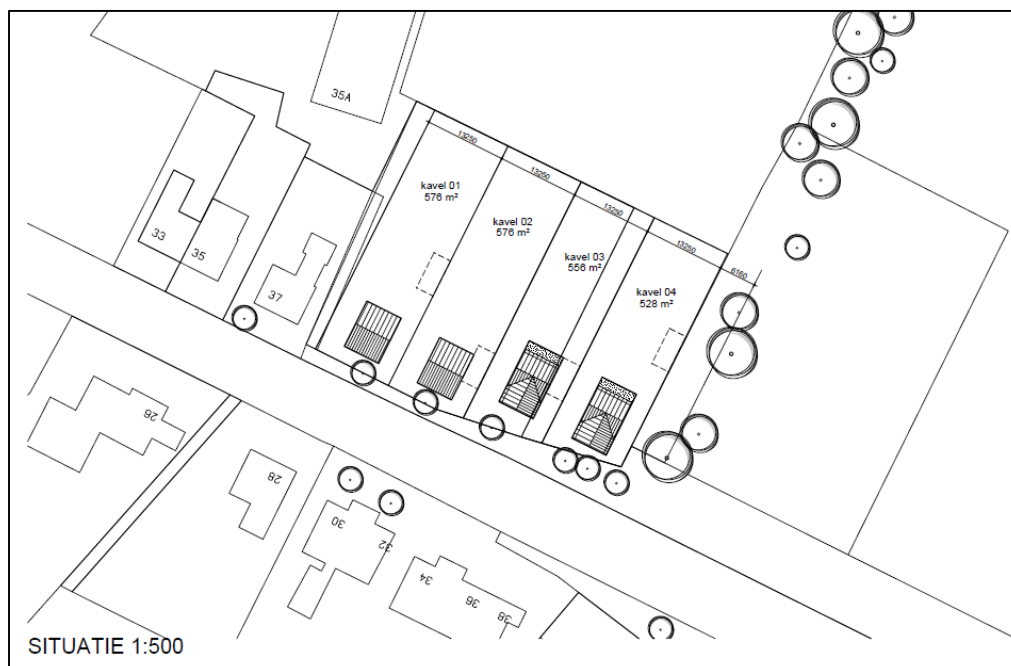 35A
13250
13250
13250
13250
6160
kavel 01
576 m²
kavel 02
576 m²
kavel 03
556 m²
kavel 04
528 m²
33
35
37
26
28
30
32
34
36
38
SITUATIE 1:500